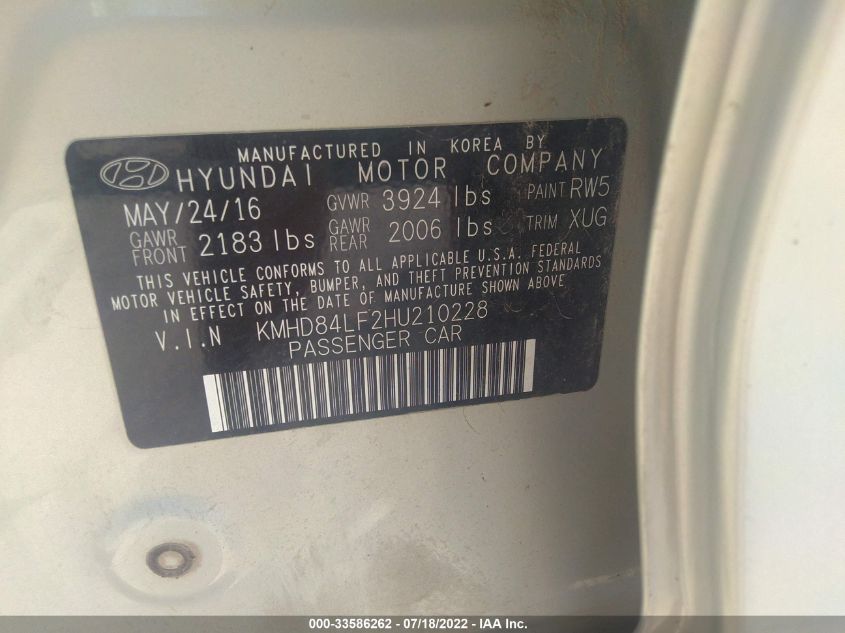 MANUFACTURED IN KOREA BY
HYUNDAI MOTOR COMPANY
MAY/24/16 GVWR 3924 lbs PAINT RW5
GAWR FRONT 2183 lbs GAWR REAR 2006 lbs TRIM XUG
THIS VEHICLE CONFORMS TO ALL APPLICABLE U.S.A. FEDERAL
MOTOR VEHICLE SAFETY, BUMPER, AND THEFT PREVENTION STANDARDS
IN EFFECT ON THE DATE OF MANUFACTURE SHOWN ABOVE
V.I.N KMHD84LF2HU210228
PASSENGER CAR
000-33586262 - 07/18/2022 - IAA Inc.